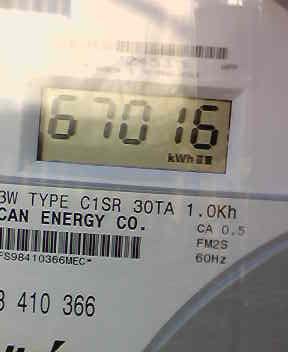 67016
kWh
3W TYPE C1SR 30TA 1.0Kh
CAN ENERGY CO.
CA 0.5
FM2S
60Hz
FS98410366MEC*
410 366